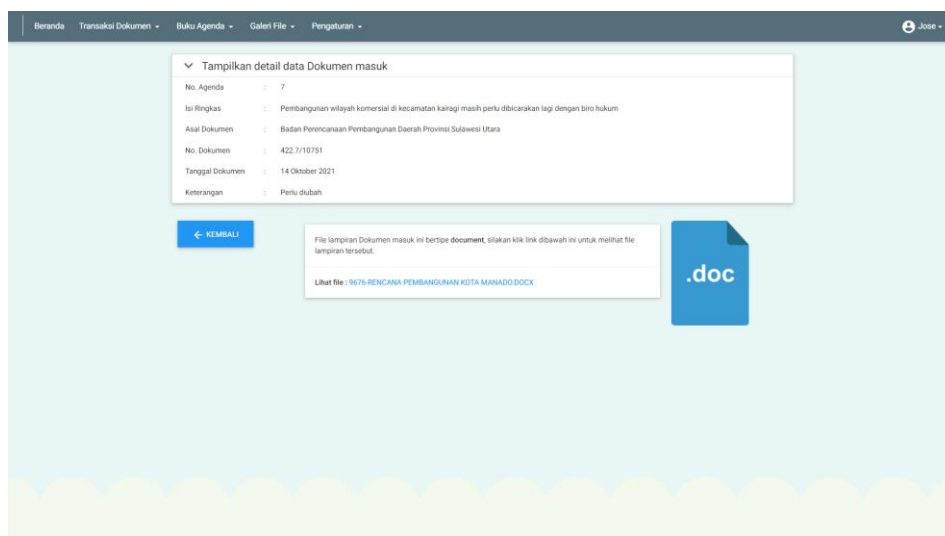 Beranda Transaksi Dokumen Buku Agenda Galeri File Pengaturan Jose
Tampilkan detail data Dokumen masuk
No. Agenda : 7
Isi Ringkas : Pembangunan wilayah komersial di kecamatan kairagi masih perlu dibicarakan lagi dengan biro hukum
Asal Dokumen : Badan Perencanaan Pembangunan Daerah Provinsi Sulawesi Utara
No. Dokumen : 422.7/10751
Tanggal Dokumen : 14 Oktober 2021
Keterangan : Perlu diubah
KEMBALI
File lampiran Dokumen masuk ini bertipe document, silakan klik link dibawah ini untuk melihat file
lampiran tersebut.
Lihat file : 9676-RENCANA PEMBANGUNAN KOTA MANADO.DOCX
.doc